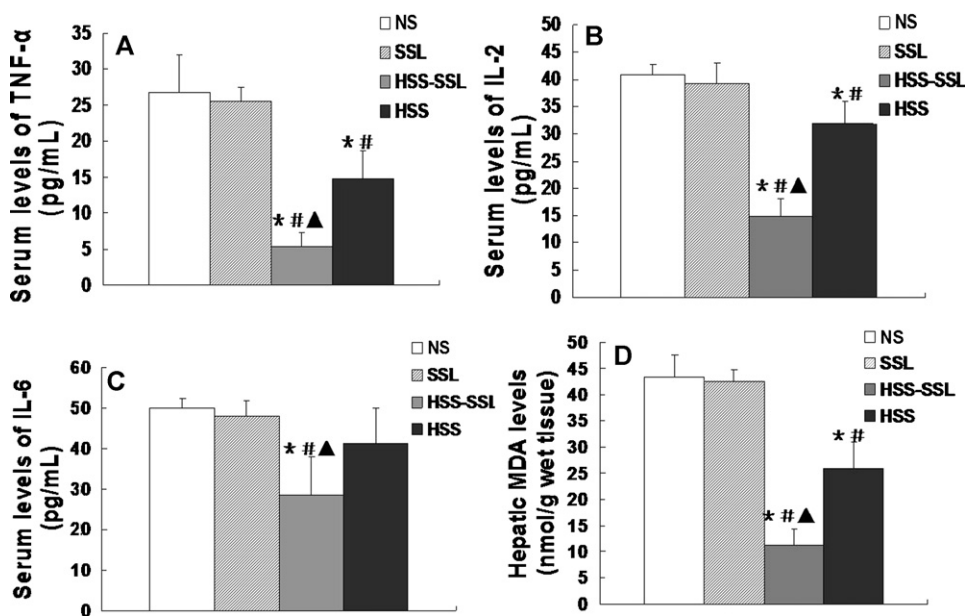 A
Serum levels of TNF-α
(pg/mL)
35
30
25
20
15
10
5
0
NS
SSL
HSS-SSL
HSS
*#▲
*#
B
Serum levels of IL-2
(pg/mL)
50
45
40
35
30
25
20
15
10
5
0
NS
SSL
HSS-SSL
HSS
*#▲
*#
C
Serum levels of IL-6
(pg/mL)
60
50
40
30
20
10
0
NS
SSL
HSS-SSL
HSS
*#▲
D
Hepatic MDA levels
(nmol/g wet tissue)
50
45
40
35
30
25
20
15
10
5
0
NS
SSL
HSS-SSL
HSS
*#▲
*#